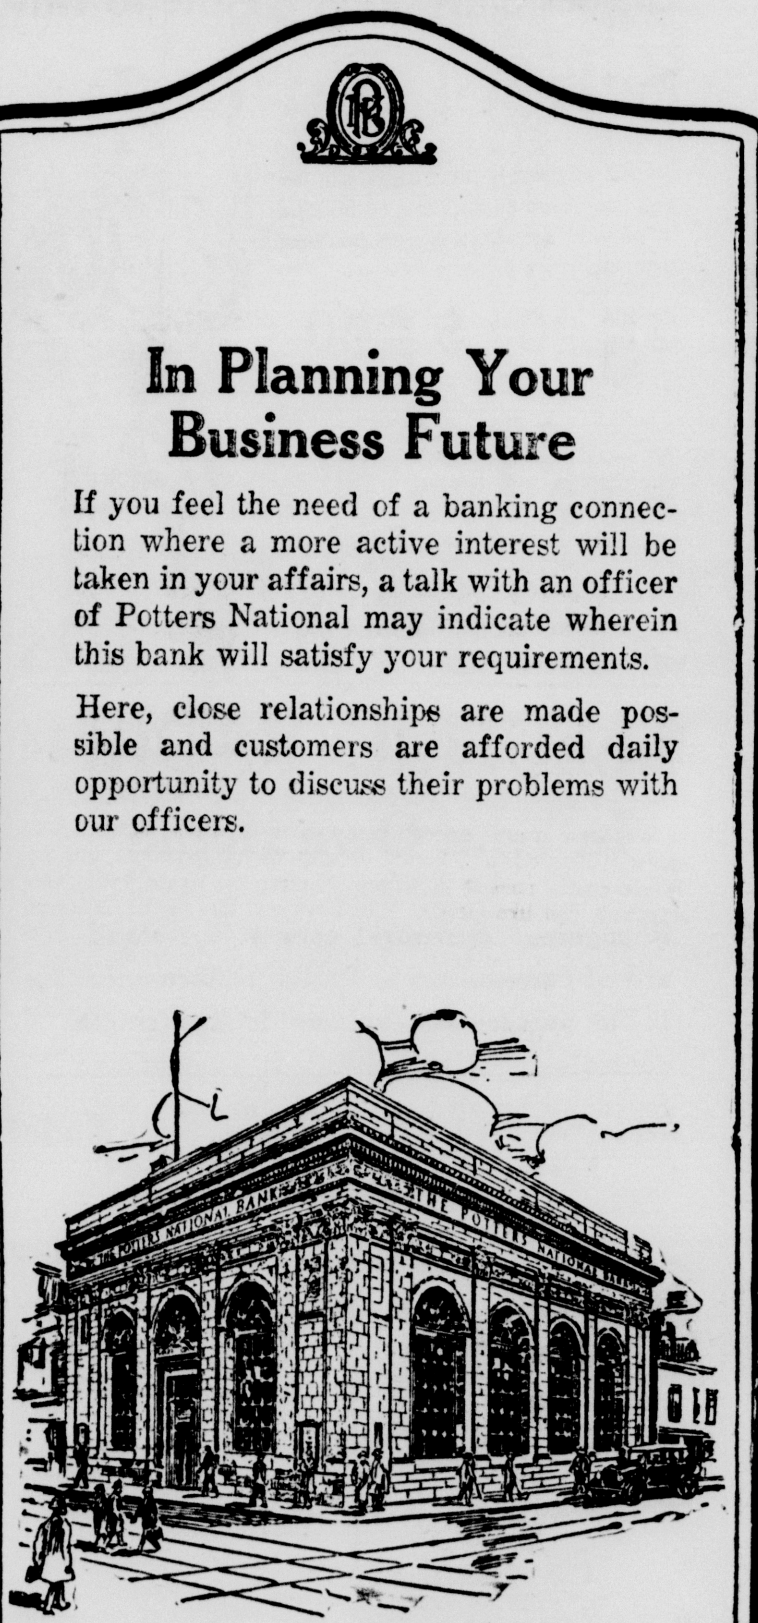 In Planning Your
Business Future
If you feel the need of a banking connec-
tion where a more active interest will be
taken in your affairs, a talk with an officer
of Potters National may indicate wherein
this bank will satisfy your requirements.
Here, close relationships are made pos-
sible and customers are afforded daily
opportunity to discuss their problems with
our officers.
THE POTTERS NATIONAL BANK
THE POTTERS NATIONAL BANK